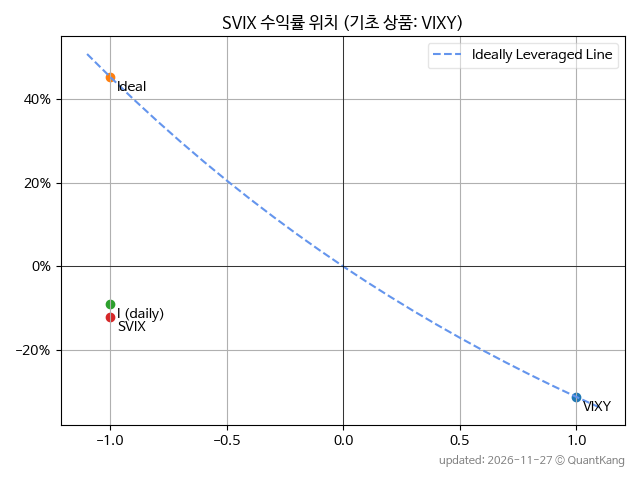 SVIX 수익률 위치 (기초 상품: VIXY)
Ideally Leveraged Line
40%
20%
0%
−20%
Ideal
I (daily)
SVIX
VIXY
−1.0
−0.5
0.0
0.5
1.0
updated: 2026-11-27 © QuantKang